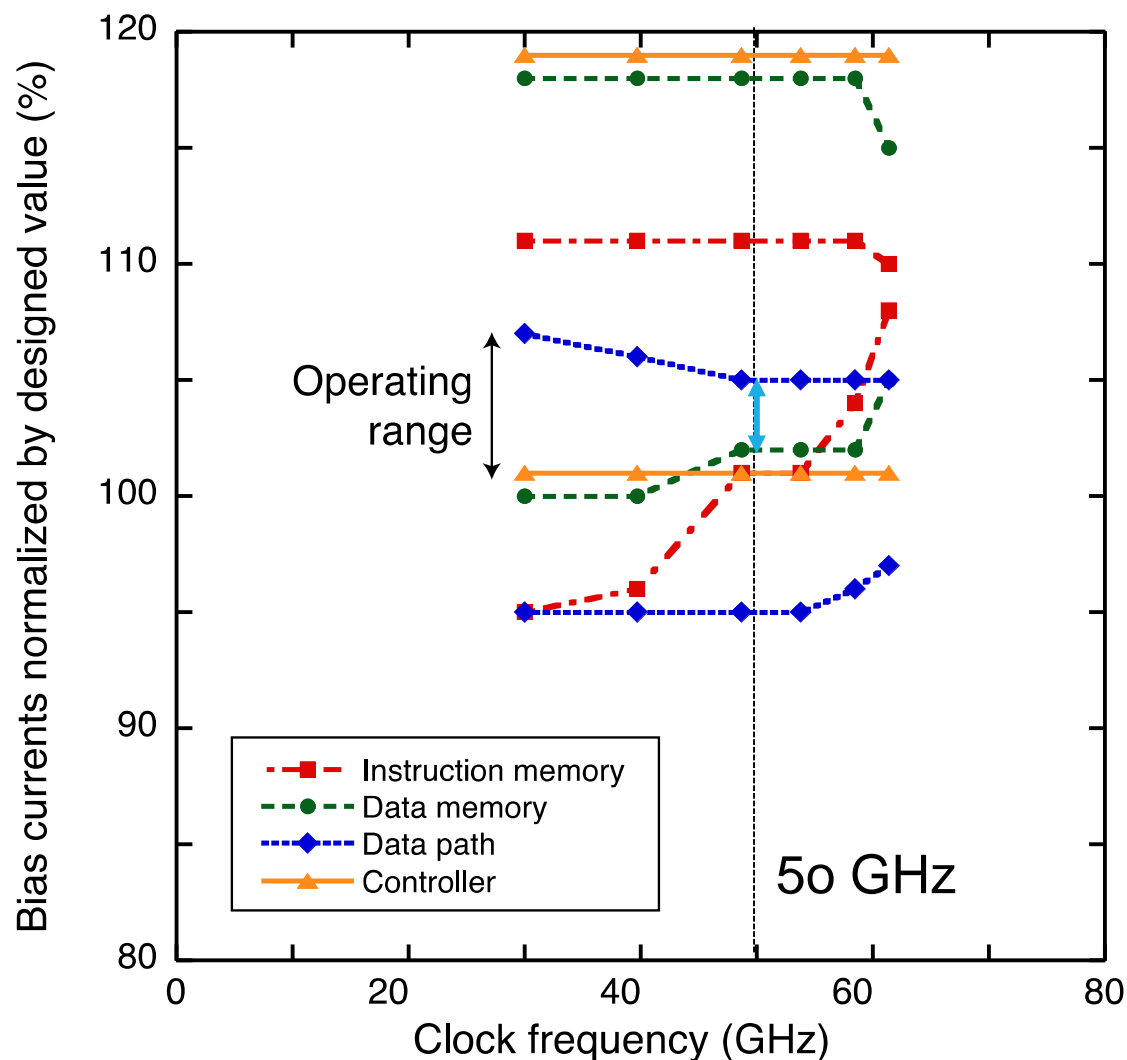 Bias currents normalized by designed value (%)
120
110
100
90
80
Operating
range
Instruction memory
Data memory
Data path
Controller
5o GHz
0
20
40
60
80
Clock frequency (GHz)